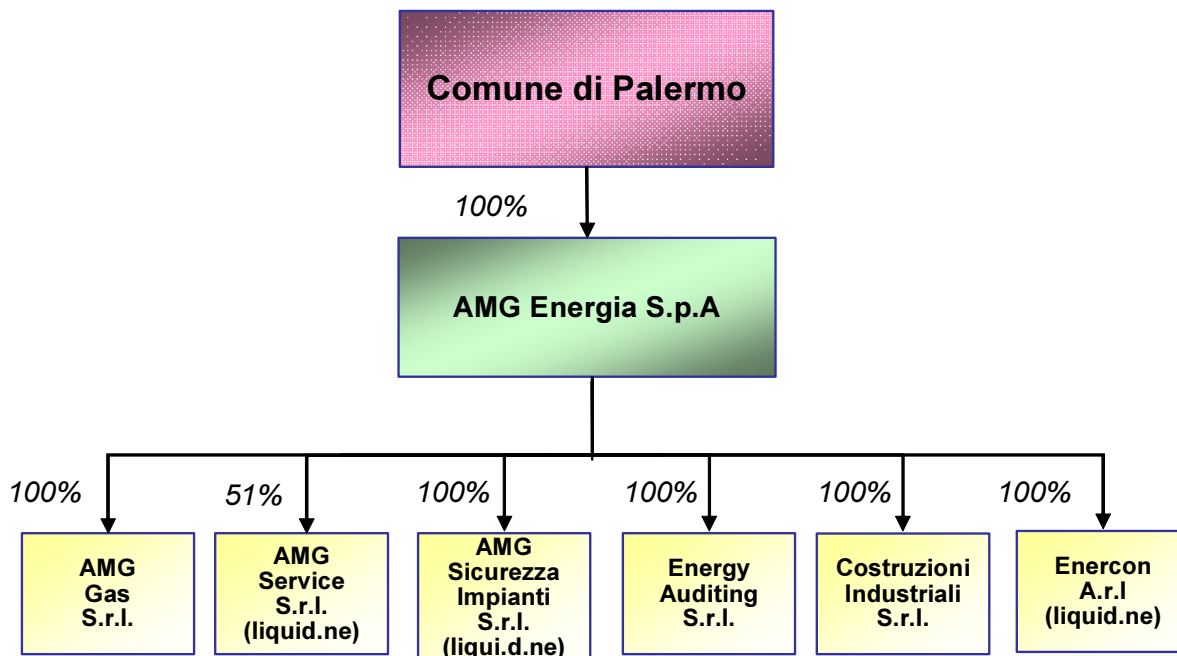 Comune di Palermo
100%
AMG Energia S.p.A
100%
51%
100%
100%
100%
100%
AMG
Gas
S.r.l.
AMG
Service
S.r.l.
(liquid.ne)
AMG
Sicurezza
Impianti
S.r.l.
(liqui.d.ne)
Energy
Auditing
S.r.l.
Costruzioni
Industriali
S.r.l.
Enercon
A.r.l
(liquid.ne)